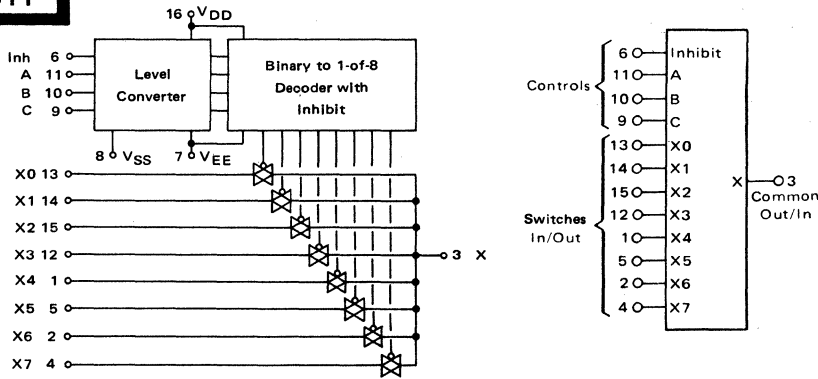 16 VDD
Inh 6
A 11
B 10
C 9
Level
Converter
Binary to 1-of-8
Decoder with
Inhibit
8 VSS
7 VEE
X0 13
X1 14
X2 15
X3 12
X4 1
X5 5
X6 2
X7 4
3 X
Controls
6 Inhibit
11 A
10 B
9 C
Switches
In/Out
13 X0
14 X1
15 X2
12 X3
1 X4
5 X5
2 X6
4 X7
X 3
Common
Out/In